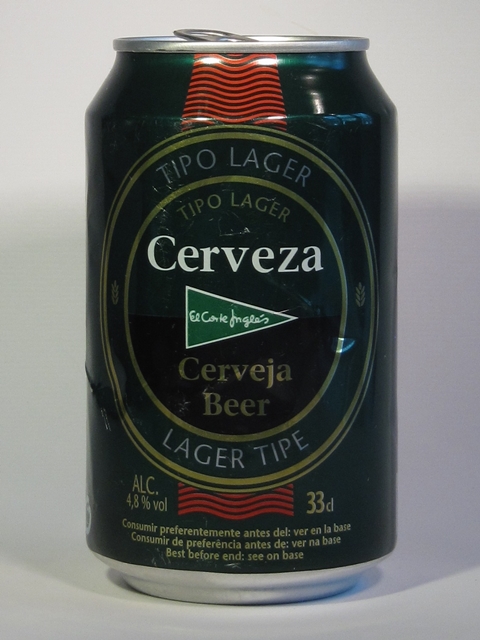 TIPO LAGER
TIPO LAGER
Cerveza
El Corte Inglés
Cerveja
Beer
LAGER TIPE
ALC.
4,8 % vol
33 cl
Consumir preferentemente antes del: ver en la base
Consumir de preferência antes de: ver na base
Best before end: see on base